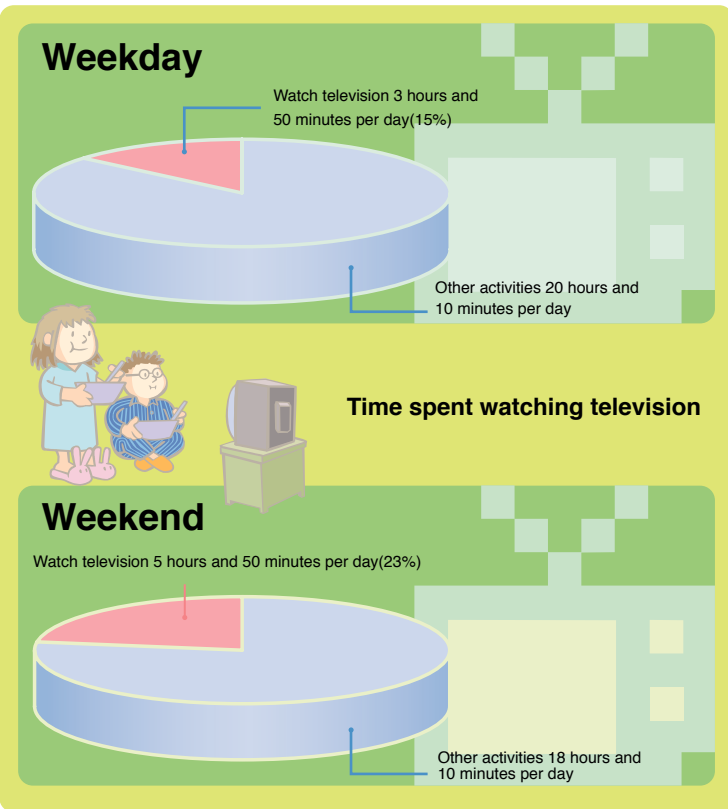 Weekday
Watch television 3 hours and
50 minutes per day(15%)
Other activities 20 hours and
10 minutes per day
Time spent watching television
Weekend
Watch television 5 hours and 50 minutes per day(23%)
Other activities 18 hours and
10 minutes per day